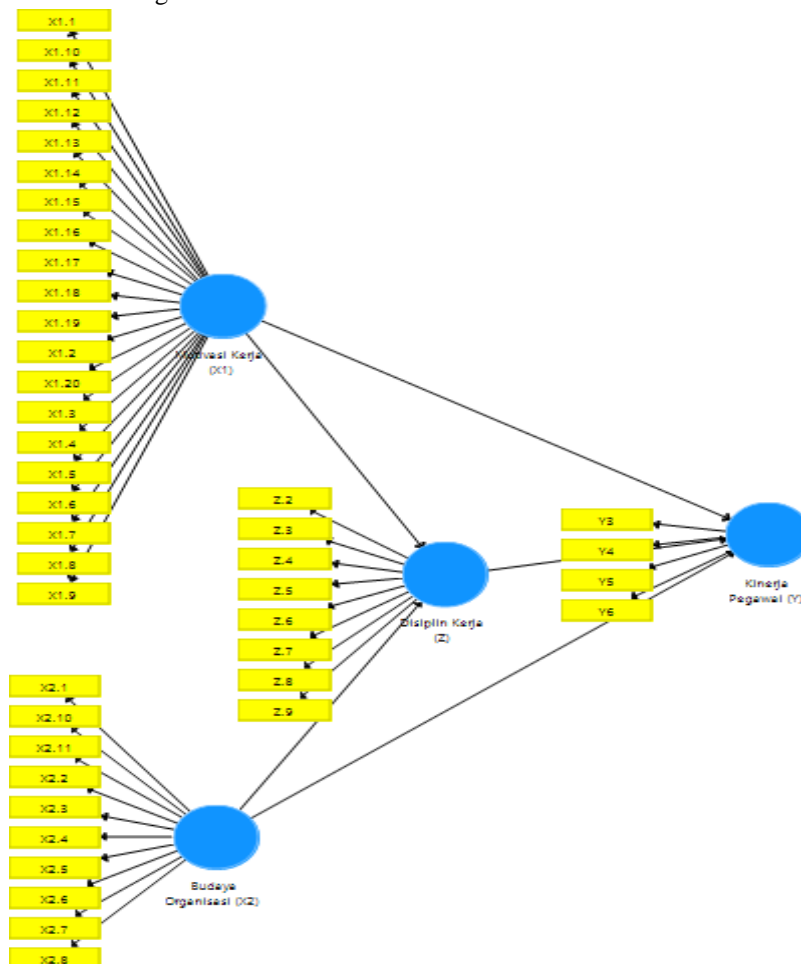 X1.1
X1.10
X1.11
X1.12
X1.13
X1.14
X1.15
X1.16
X1.17
X1.18
X1.19
X1.2
X1.20
X1.3
X1.4
X1.5
X1.6
X1.7
X1.8
X1.9
Motivasi Kerja
(X1)
Z.2
Z.3
Z.4
Z.5
Z.6
Z.7
Z.8
Z.9
Disiplin Kerja
(Z)
Y3
Y4
Y5
Y6
Kinerja
Pegawai (Y)
X2.1
X2.10
X2.11
X2.2
X2.3
X2.4
X2.5
X2.6
X2.7
X2.8
Budaya
Organisasi (X2)